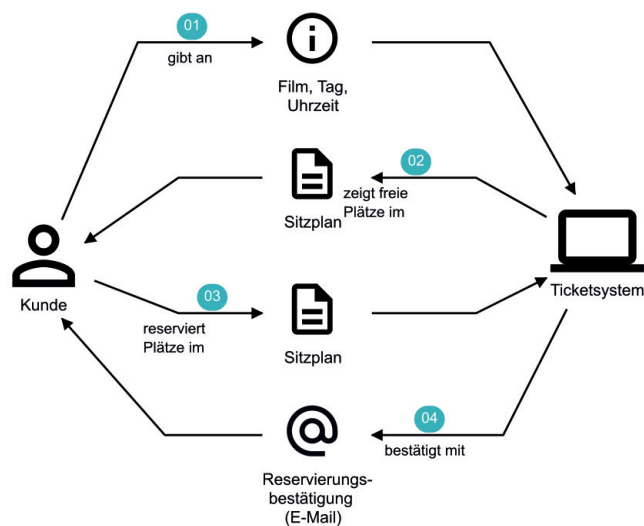 01
gibt an
Film, Tag,
Uhrzeit
02
zeigt freie
Plätze im
Sitzplan
Kunde
Ticketsystem
03
reserviert
Plätze im
Sitzplan
04
bestätigt mit
Reservierungs-
bestätigung
(E-Mail)